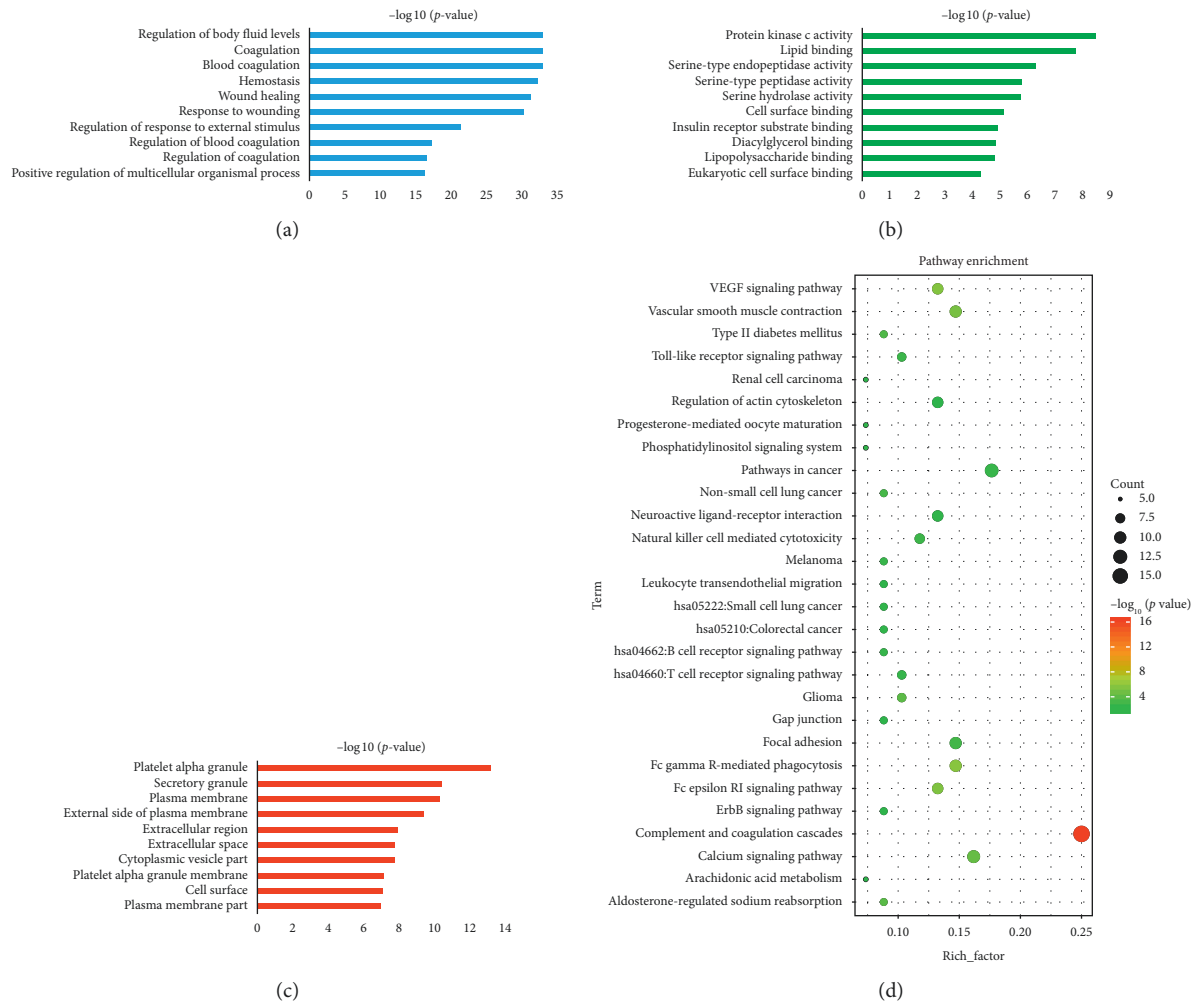 –log10 (p-value)
Regulation of body fluid levels
Coagulation
Blood coagulation
Hemostasis
Wound healing
Response to wounding
Regulation of response to external stimulus
Regulation of blood coagulation
Regulation of coagulation
Positive regulation of multicellular organismal process
0 5 10 15 20 25 30 35
(a)
–log10 (p-value)
Protein kinase c activity
Lipid binding
Serine-type endopeptidase activity
Serine-type peptidase activity
Serine hydrolase activity
Cell surface binding
Insulin receptor substrate binding
Diacylglycerol binding
Lipopolysaccharide binding
Eukaryotic cell surface binding
0 1 2 3 4 5 6 7 8 9
(b)
–log10 (p-value)
Platelet alpha granule
Secretory granule
Plasma membrane
External side of plasma membrane
Extracellular region
Extracellular space
Cytoplasmic vesicle part
Platelet alpha granule membrane
Cell surface
Plasma membrane part
0 2 4 6 8 10 12 14
(c)
Pathway enrichment
Term
VEGF signaling pathway
Vascular smooth muscle contraction
Type II diabetes mellitus
Toll-like receptor signaling pathway
Renal cell carcinoma
Regulation of actin cytoskeleton
Progesterone-mediated oocyte maturation
Phosphatidylinositol signaling system
Pathways in cancer
Non-small cell lung cancer
Neuroactive ligand-receptor interaction
Natural killer cell mediated cytotoxicity
Melanoma
Leukocyte transendothelial migration
hsa05222:Small cell lung cancer
hsa05210:Colorectal cancer
hsa04662:B cell receptor signaling pathway
hsa04660:T cell receptor signaling pathway
Glioma
Gap junction
Focal adhesion
Fc gamma R-mediated phagocytosis
Fc epsilon RI signaling pathway
ErbB signaling pathway
Complement and coagulation cascades
Calcium signaling pathway
Arachidonic acid metabolism
Aldosterone-regulated sodium reabsorption
0.10 0.15 0.20 0.25
Rich_factor
Count
5.0
7.5
10.0
12.5
15.0
–log₁₀ (p value)
16
12
8
4
(d)